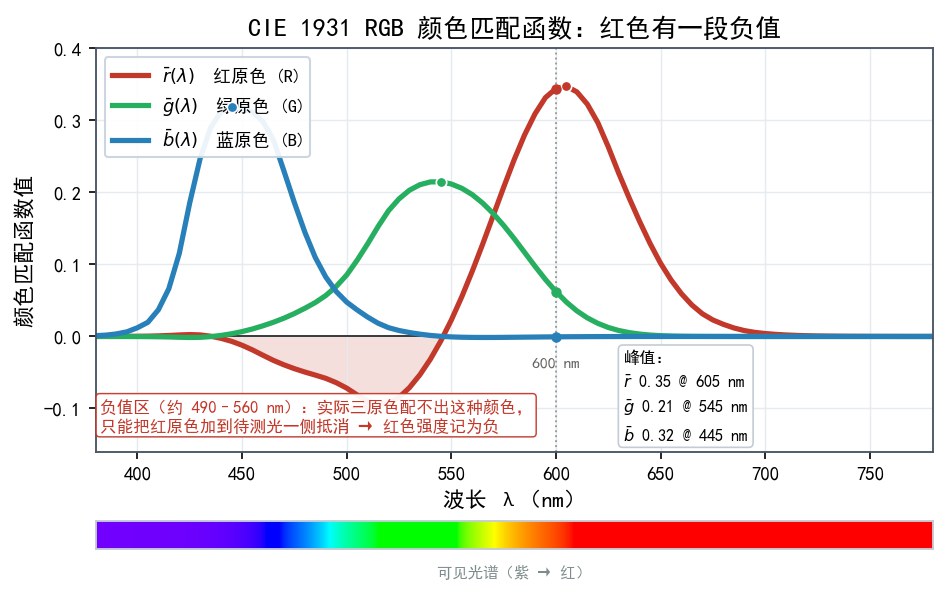 CIE 1931 RGB 颜色匹配函数：红色有一段负值
r̄(λ) 红原色 (R)
ḡ(λ) 绿原色 (G)
b̄(λ) 蓝原色 (B)
颜色匹配函数值
0.4
0.3
0.2
0.1
0.0
−0.1
600 nm
峰值：
r̄ 0.35 @ 605 nm
ḡ 0.21 @ 545 nm
b̄ 0.32 @ 445 nm
负值区（约 490–560 nm）：实际三原色配不出这种颜色，
只能把红原色加到待测光一侧抵消 → 红色强度记为负
400 450 500 550 600 650 700 750
波长 λ (nm)
可见光谱（紫 → 红）